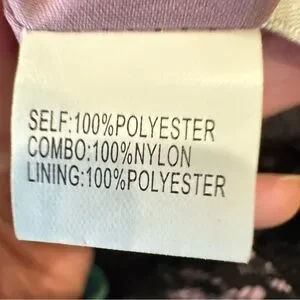 SELF:100%POLYESTER
COMBO:100%NYLON
LINING:100%POLYESTER